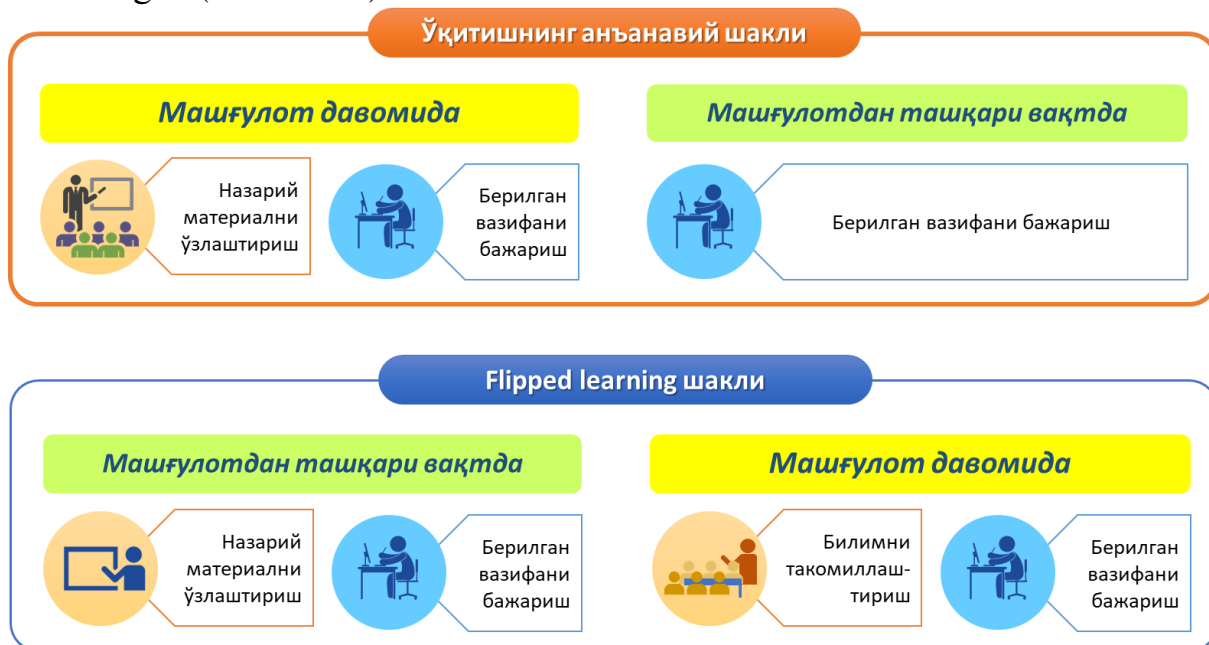 Ўқитишнинг анъанавий шакли
Машғулот давомида
Машғулотдан ташқари вақтда
Назарий
материални
ўзлаштириш
Берилган
вазифани
бажариш
Берилган вазифани бажариш
Flipped learning шакли
Машғулотдан ташқари вақтда
Машғулот давомида
Назарий
материални
ўзлаштириш
Берилган
вазифани
бажариш
Билимни
такомиллаш-
тириш
Берилган
вазифани
бажариш